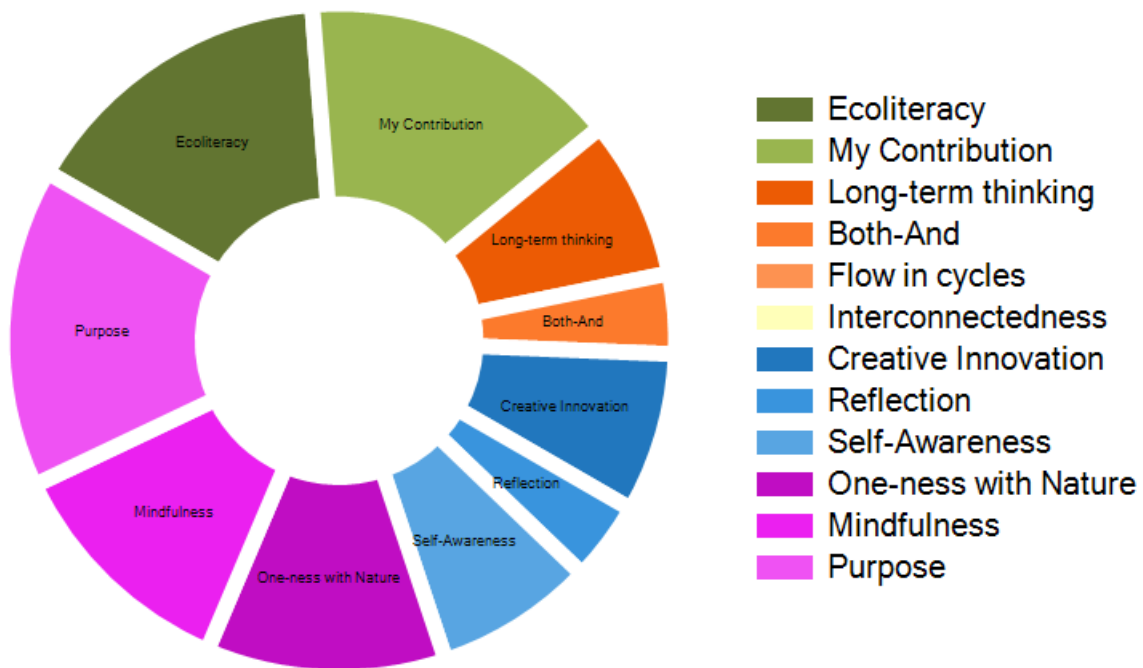 My Contribution
Ecoliteracy
Long-term thinking
Both-And
Purpose
Creative Innovation
Reflection
Mindfulness
Self-Awareness
One-ness with Nature
Ecoliteracy
My Contribution
Long-term thinking
Both-And
Flow in cycles
Interconnectedness
Creative Innovation
Reflection
Self-Awareness
One-ness with Nature
Mindfulness
Purpose